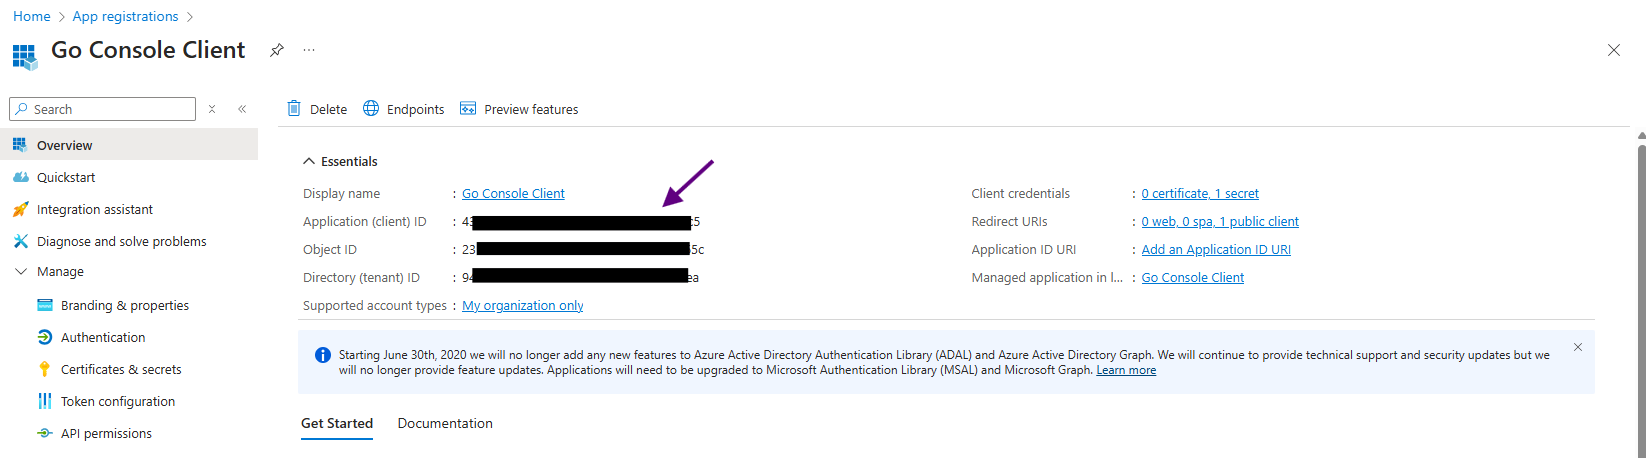 Home > App registrations >
Go Console Client
Search
Overview
Quickstart
Integration assistant
Diagnose and solve problems
Manage
Branding & properties
Authentication
Certificates & secrets
Token configuration
API permissions
Delete Endpoints Preview features
Essentials
Display name : Go Console Client
Application (client) ID : 43 c5
Object ID : 23 b5c
Directory (tenant) ID : 94 ea
Supported account types : My organization only
Client credentials : 0 certificate, 1 secret
Redirect URIs : 0 web, 0 spa, 1 public client
Application ID URI : Add an Application ID URI
Managed application in l... : Go Console Client
Starting June 30th, 2020 we will no longer add any new features to Azure Active Directory Authentication Library (ADAL) and Azure Active Directory Graph. We will continue to provide technical support and security updates but we
will no longer provide feature updates. Applications will need to be upgraded to Microsoft Authentication Library (MSAL) and Microsoft Graph. Learn more
Get Started Documentation